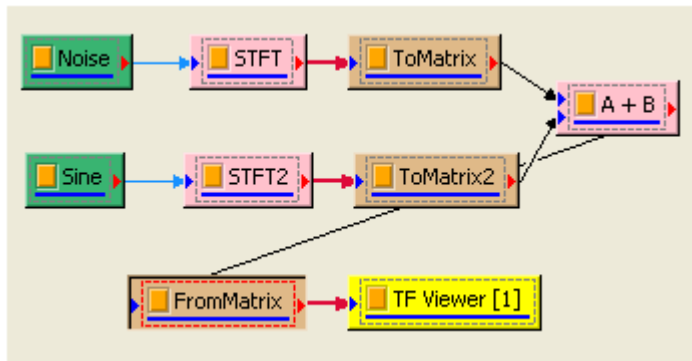 Noise STFT ToMatrix
A + B
Sine STFT2 ToMatrix2
FromMatrix TF Viewer [1]